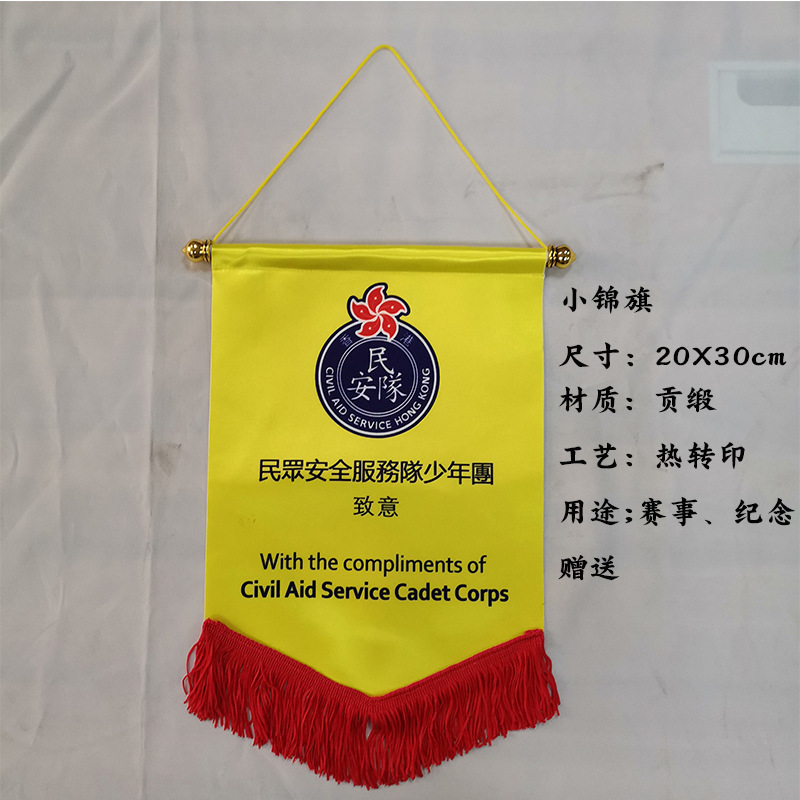 香港
民
安隊
CIVIL AID SERVICE HONG KONG
民眾安全服務隊少年團
致意
With the compliments of
Civil Aid Service Cadet Corps
小锦旗
尺寸：20X30cm
材质：贡缎
工艺：热转印
用途;赛事、纪念
赠送